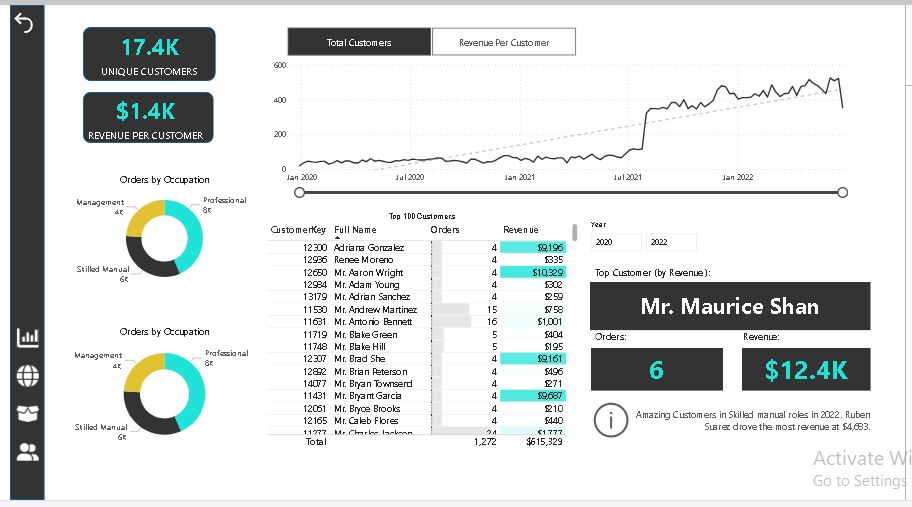 17.4K
UNIQUE CUSTOMERS
$1.4K
REVENUE PER CUSTOMER
Total Customers
Revenue Per Customer
600
400
200
0
Jan 2020
Jul 2020
Jan 2021
Jul 2021
Jan 2022
Orders by Occupation
Management
4K
Professional
8K
Skilled Manual
6K
Orders by Occupation
Management
4K
Professional
8K
Skilled Manual
6K
Top 100 Customers
CustomerKey Full Name Orders Revenue
12300 Adriana Gonzalez 4 $9,196
12936 Renee Moreno 4 $335
12650 Mr. Aaron Wright 4 $10,329
12984 Mr. Adam Young 4 $302
13179 Mr. Adrian Sanchez 4 $259
11530 Mr. Andrew Martinez 15 $758
11631 Mr. Antonio Bennett 16 $1,001
11719 Mr. Blake Green 5 $404
11748 Mr. Blake Hill 5 $195
12307 Mr. Brad She 4 $9,161
12892 Mr. Brian Peterson 4 $496
14077 Mr. Bryan Townsend 4 $271
11431 Mr. Bryant Garcia 4 $9,687
12051 Mr. Bryce Brooks 4 $210
12165 Mr. Caleb Flores 4 $440
11277 Mr. Charles Jackson 24 $1,777
Total 1,272 $615,329
Year
2020
2022
Top Customer (by Revenue):
Mr. Maurice Shan
Orders:
Revenue:
6
$12.4K
Amazing Customers in Skilled manual roles in 2022. Ruben
Suarez drove the most revenue at $4,683.
Activate Wi
Go to Settings